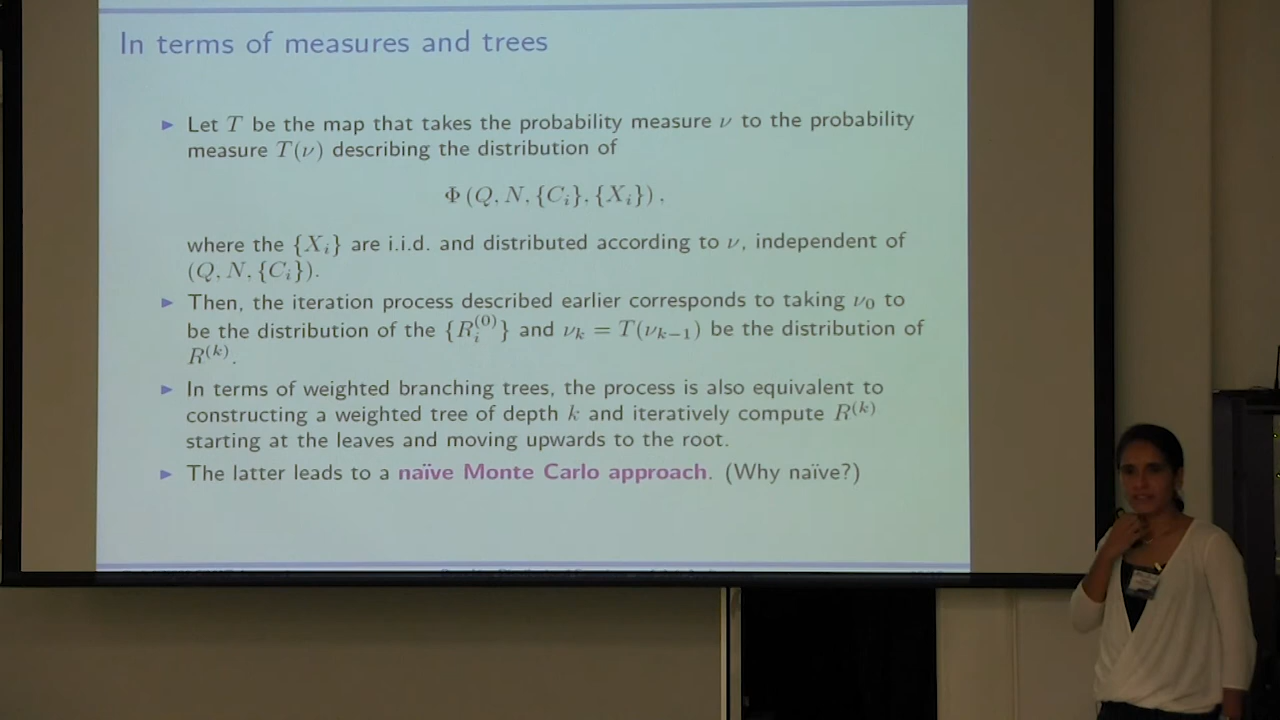 In terms of measures and trees
► Let T be the map that takes the probability measure ν to the probability
measure T(ν) describing the distribution of
Φ (Q, N, {C_i}, {X_i}) ,
where the {X_i} are i.i.d. and distributed according to ν, independent of
(Q, N, {C_i}).
► Then, the iteration process described earlier corresponds to taking ν_0 to
be the distribution of the {R_i^{(0)}} and ν_k = T(ν_{k−1}) be the distribution of
R^{(k)}.
► In terms of weighted branching trees, the process is also equivalent to
constructing a weighted tree of depth k and iteratively compute R^{(k)}
starting at the leaves and moving upwards to the root.
► The latter leads to a naïve Monte Carlo approach. (Why naïve?)